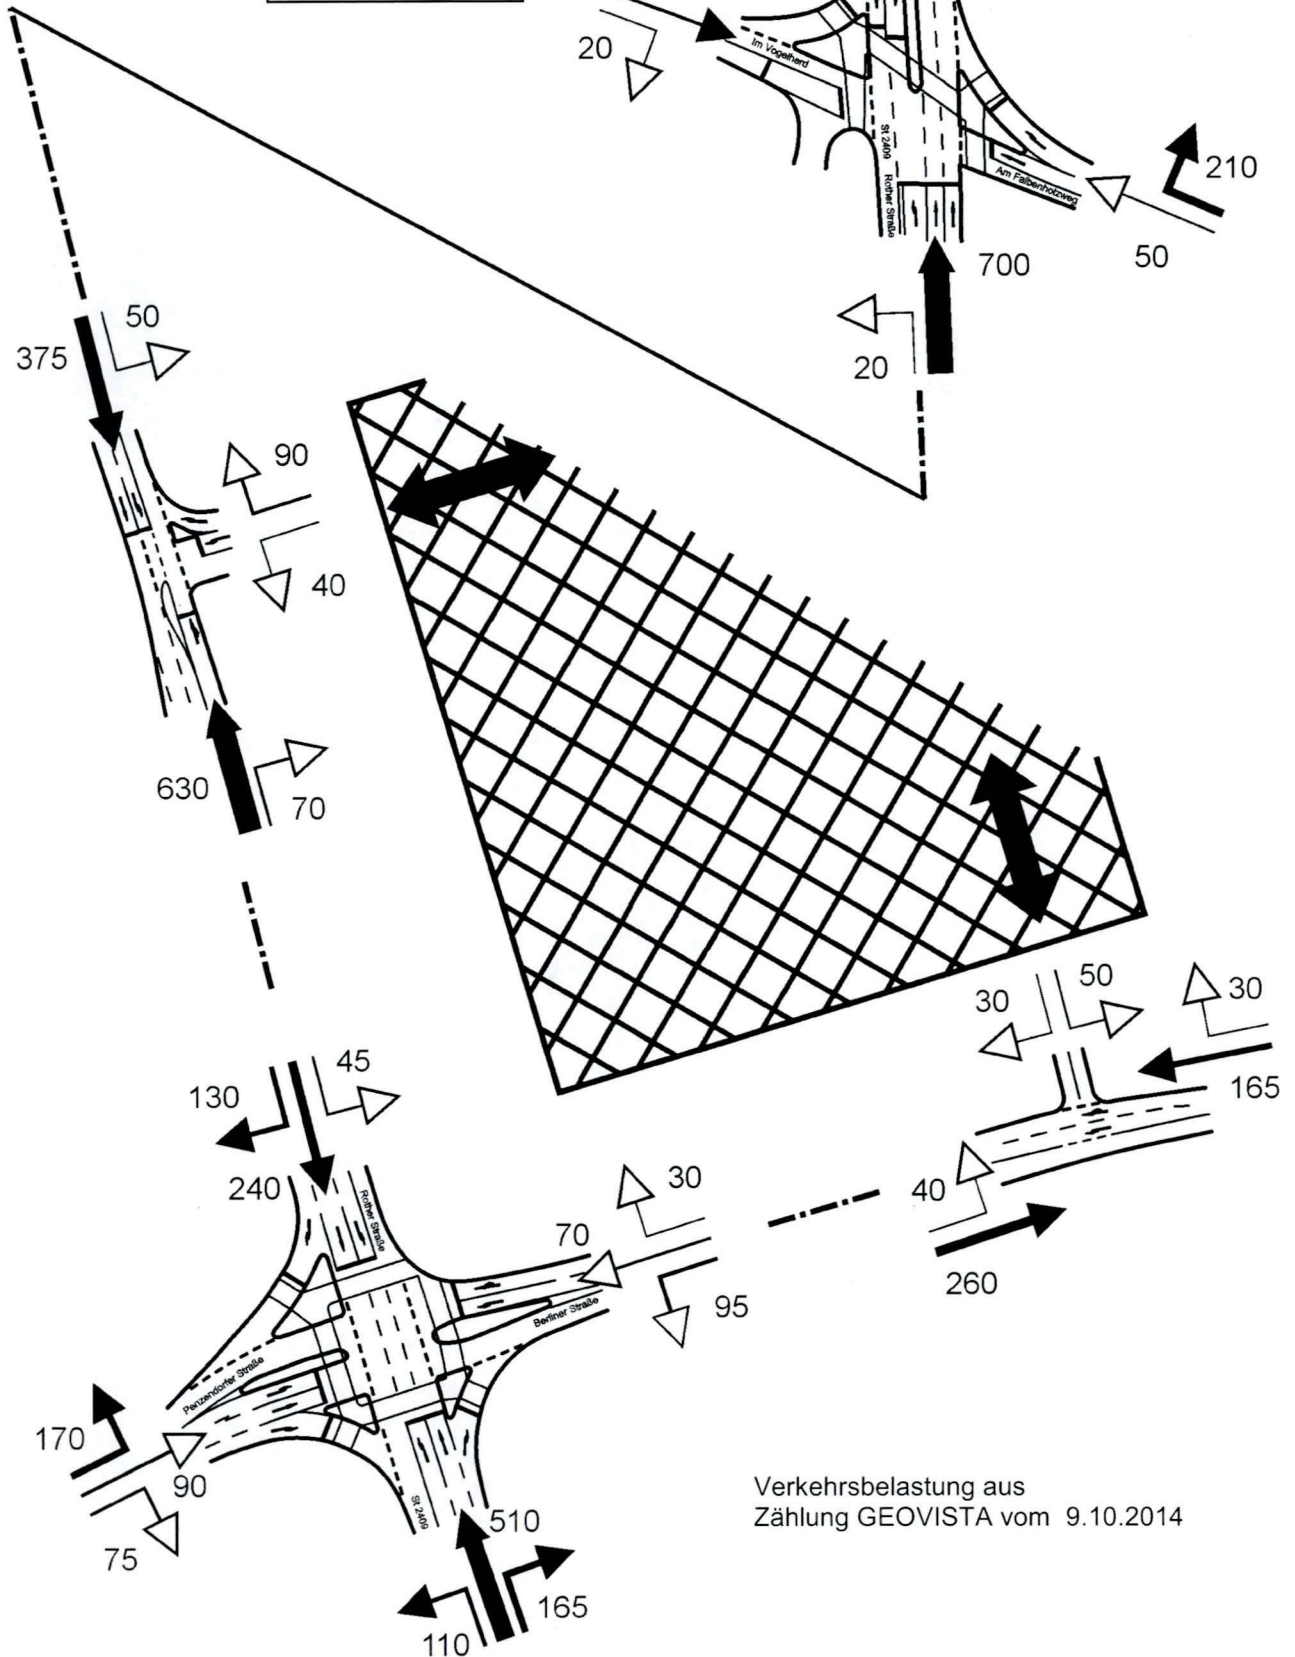 20
Im Vogelherd
St 2409
Rother Straße
Am Falbenholzweg
210
50
700
20
50
375
90
40
630
70
30
50
30
165
40
260
45
130
240
Rother Straße
30
70
95
Berliner Straße
Penzendorfer Straße
170
90
75
St 2409
510
165
110
Verkehrsbelastung aus
Zählung GEOVISTA vom 9.10.2014